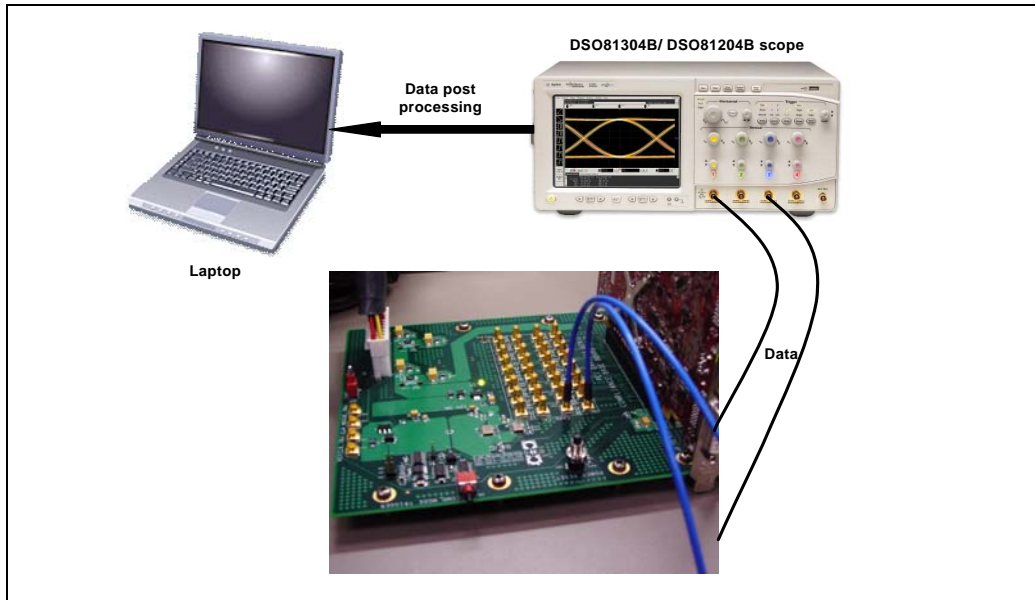 DSO81304B/ DSO81204B scope
Data post
processing
Laptop
Data